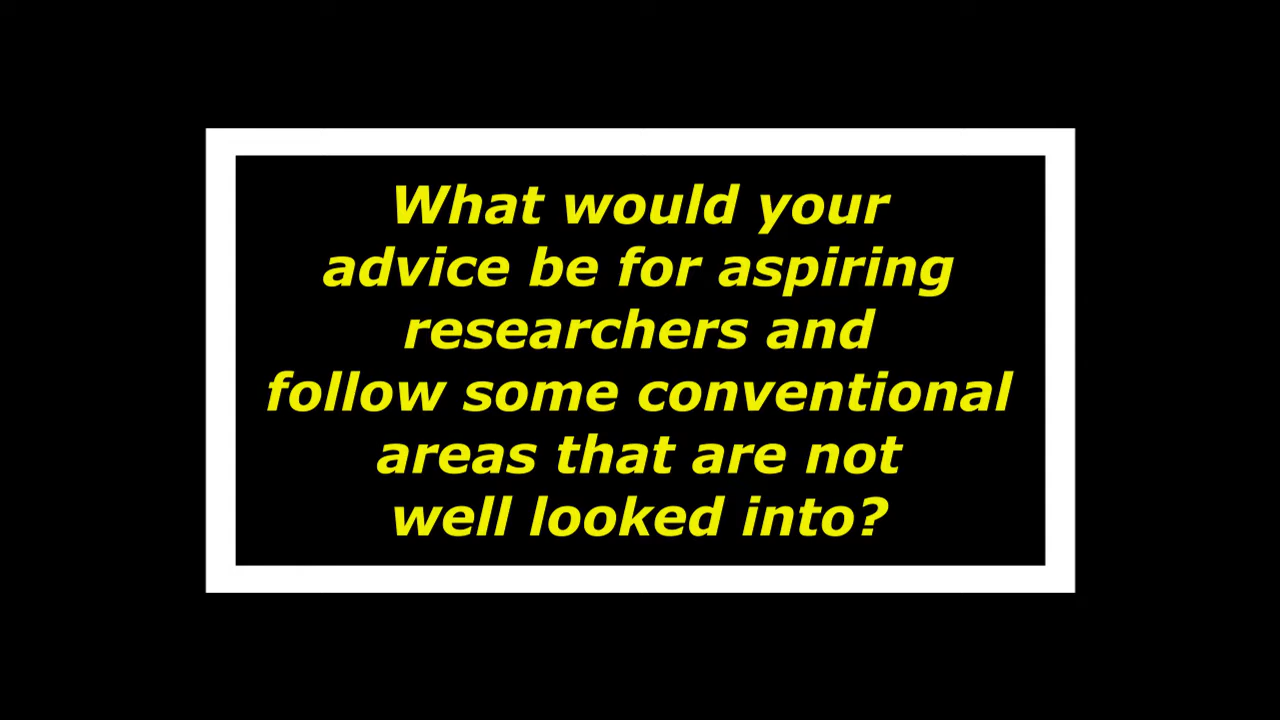 What would your
advice be for aspiring
researchers and
follow some conventional
areas that are not
well looked into?